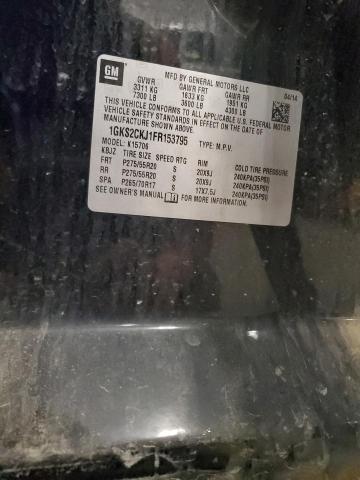 GM
MFD BY GENERAL MOTORS LLC
04/14
GVWR GAWR FRT GAWR RR
3311 KG 1633 KG 1951 KG
7300 LB 3600 LB 4300 LB
THIS VEHICLE CONFORMS TO ALL APPLICABLE U.S. FEDERAL MOTOR
VEHICLE SAFETY STANDARDS IN EFFECT ON THE DATE OF
MANUFACTURE SHOWN ABOVE.
1GKS2CKJ1FR153795 TYPE: M.P.V.
MODEL: K15706
KBJZ TIRE SIZE SPEED RTG RIM COLD TIRE PRESSURE
FRT P275/55R20 S 20X9J 240KPA(35PSI)
RR P275/55R20 S 20X9J 240KPA(35PSI)
SPA P265/70R17 S 17X7.5J 240KPA(35PSI)
SEE OWNER'S MANUAL FOR MORE INFORMATION.